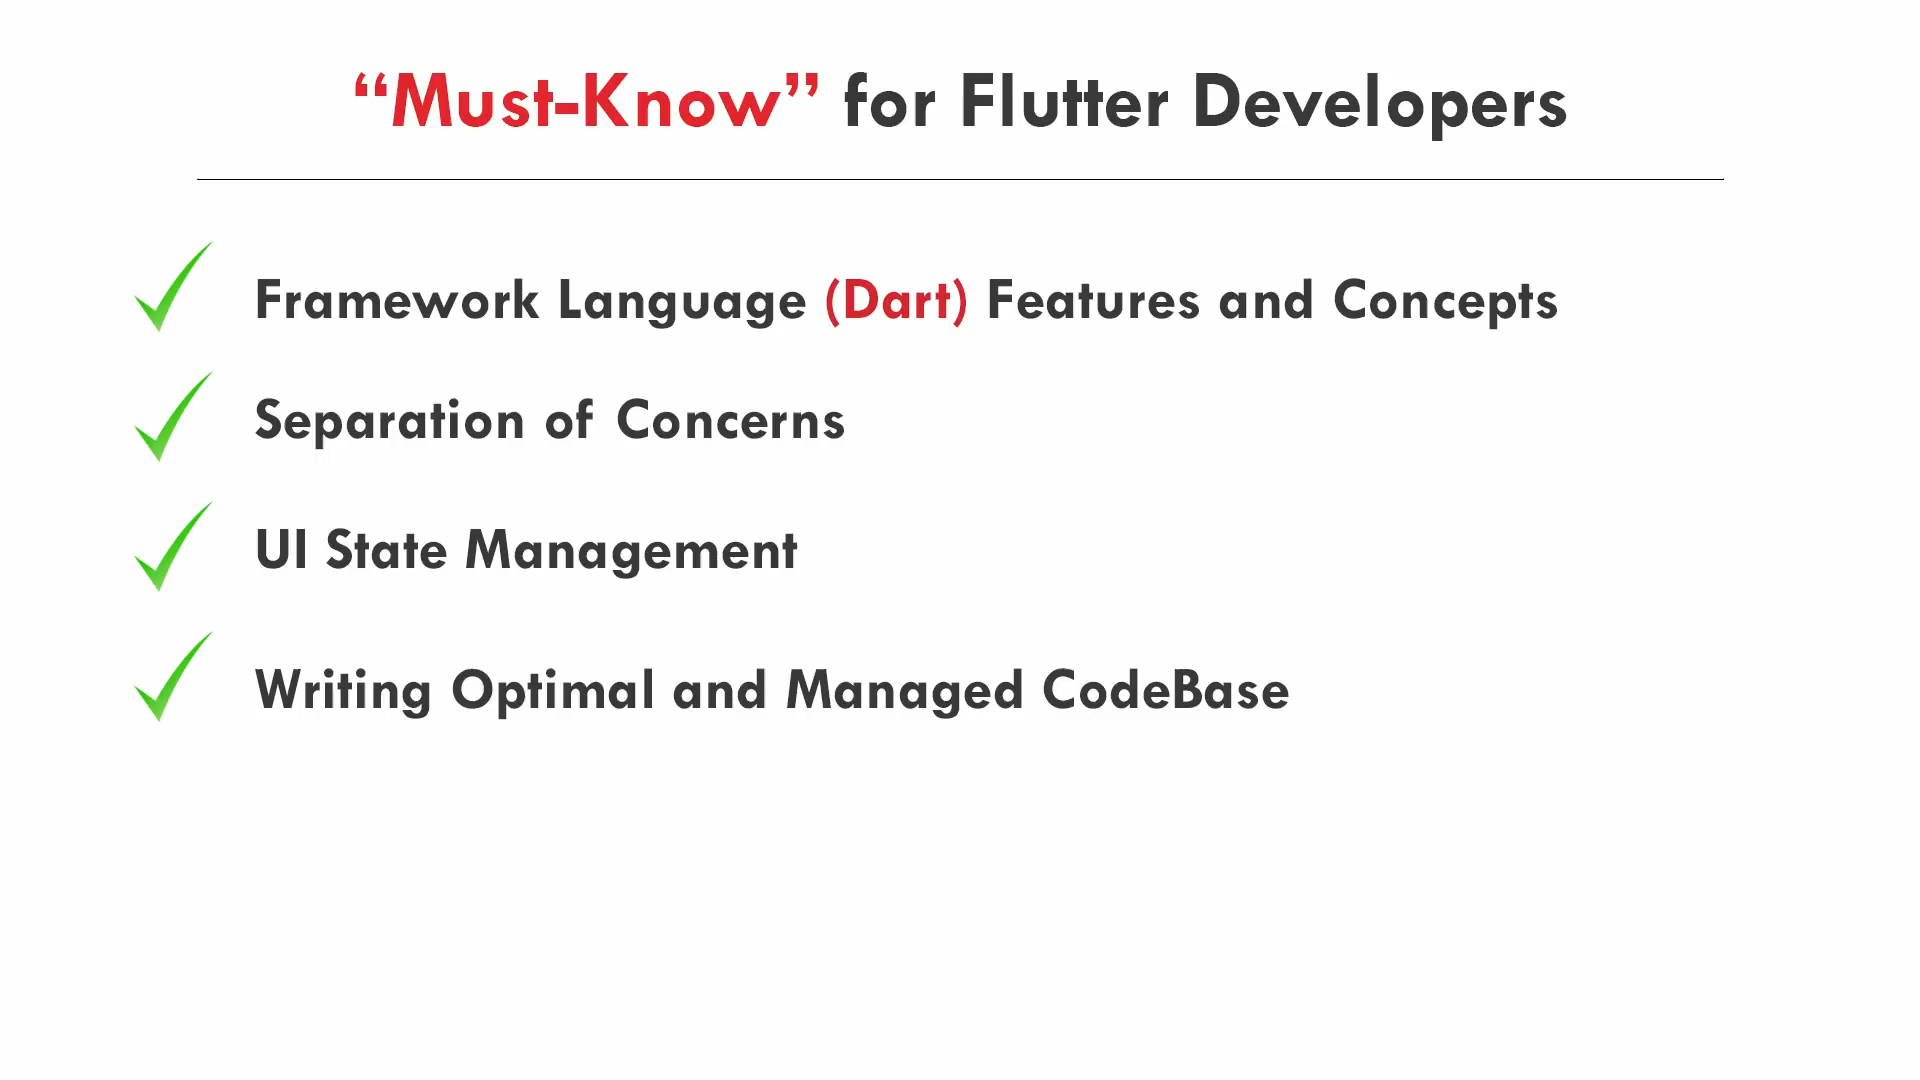 “Must-Know” for Flutter Developers
Framework Language (Dart) Features and Concepts
Separation of Concerns
UI State Management
Writing Optimal and Managed CodeBase